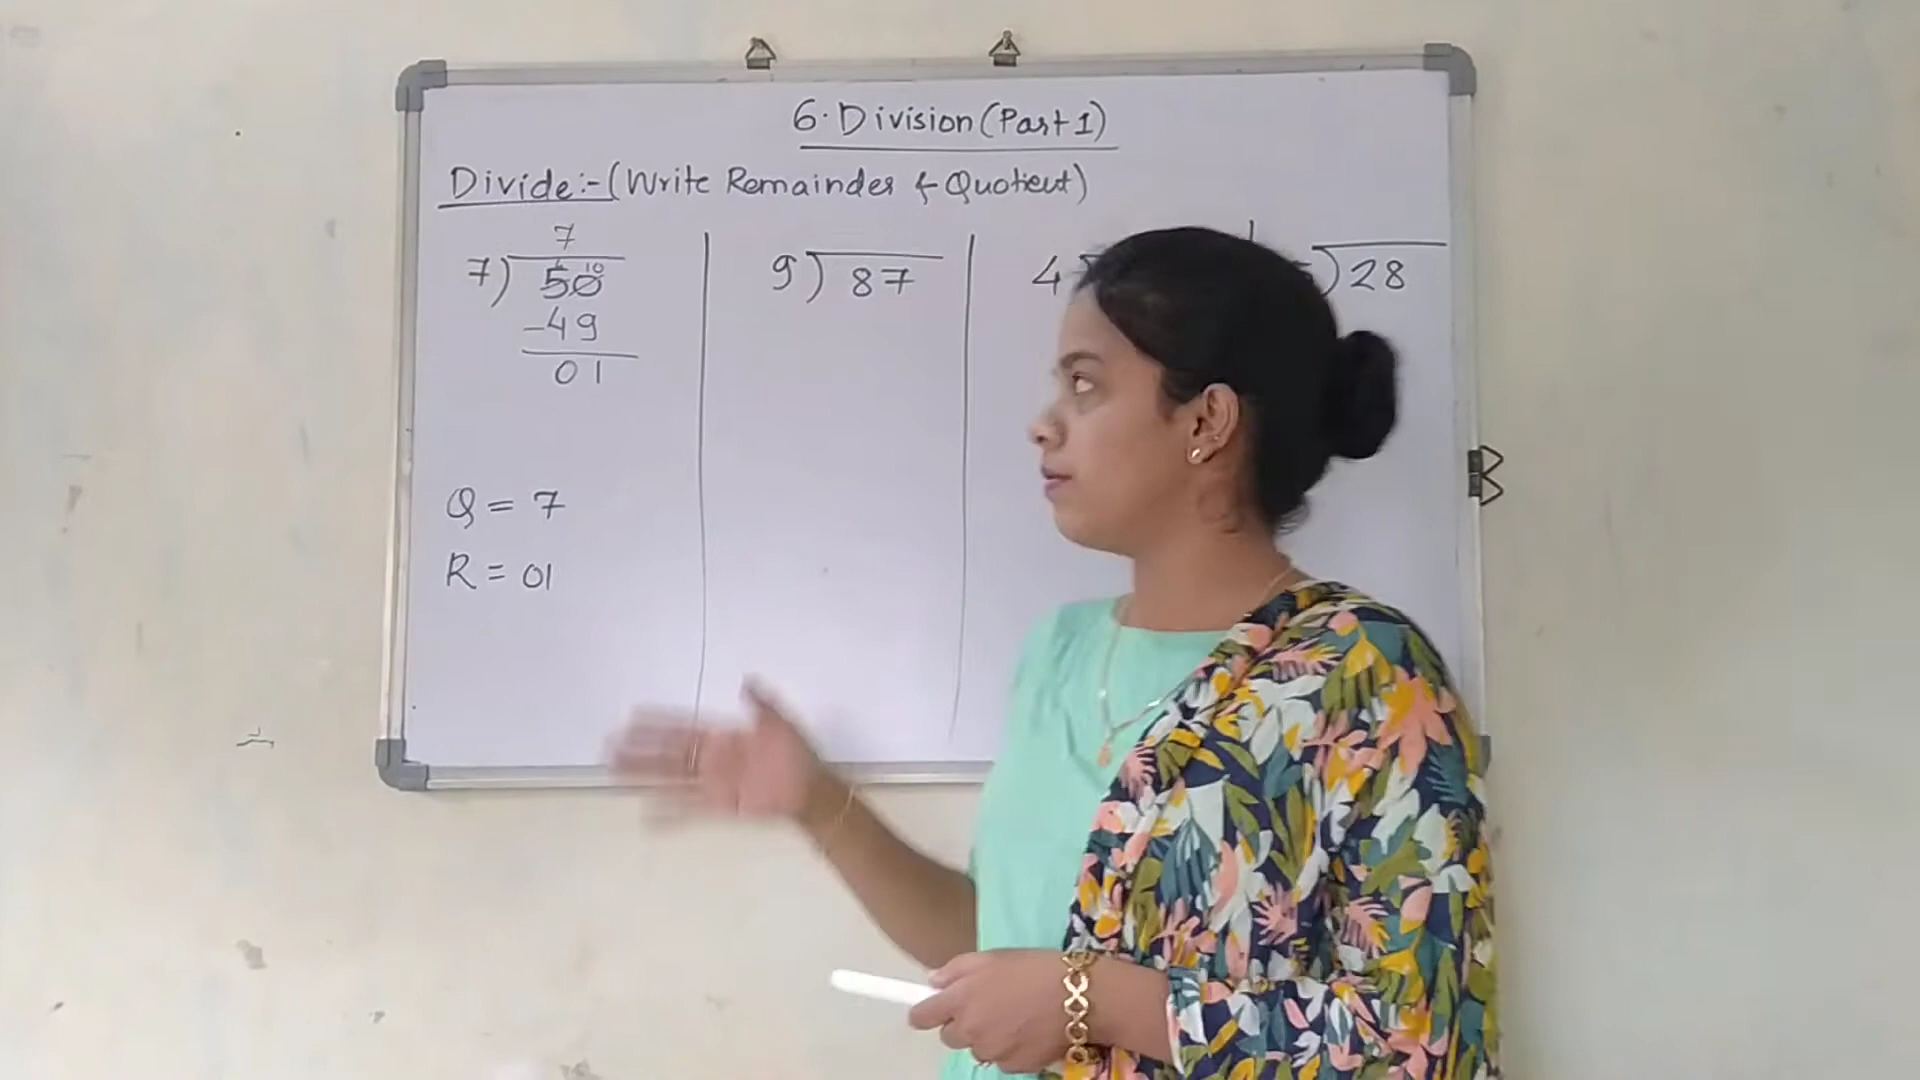 6. Division (Part 1)
Divide:- (Write Remainder & Quotient)
7
7) 50 10
-49
01
Q = 7
R = 01
9) 87
4
) 28